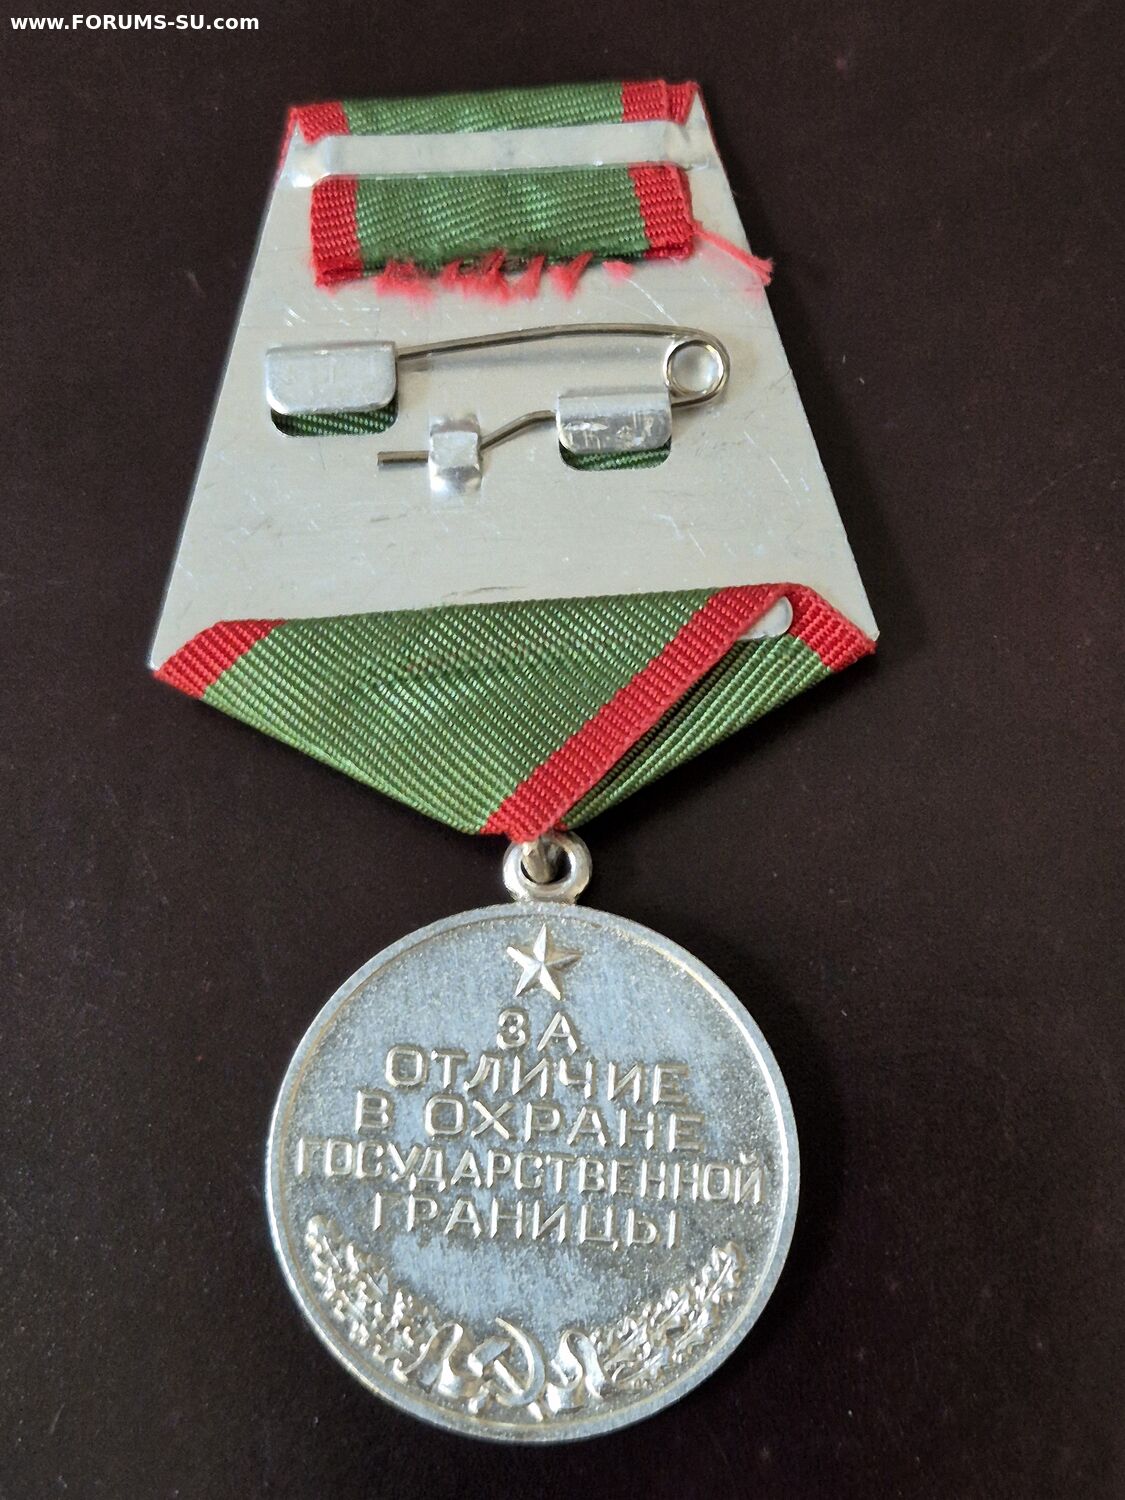 www.FORUMS-SU.com
ЗА
ОТЛИЧИЕ
В ОХРАНЕ
ГОСУДАРСТВЕННОЙ
ГРАНИЦЫ